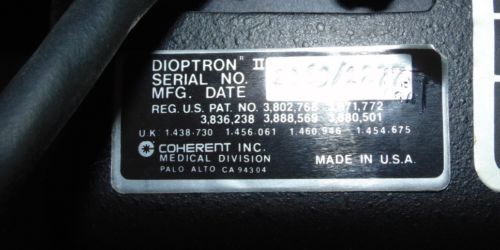 DIOPTRON® II
SERIAL NO.
MFG. DATE
REG. U.S. PAT. NO. 3,802,768
3,836,238 3,888,569 3,880,501
U K 1.438·730 1.456·061 1.460,946 1.454.675
COHERENT INC.
MEDICAL DIVISION
PALO ALTO CA 94304
MADE IN U.S.A.